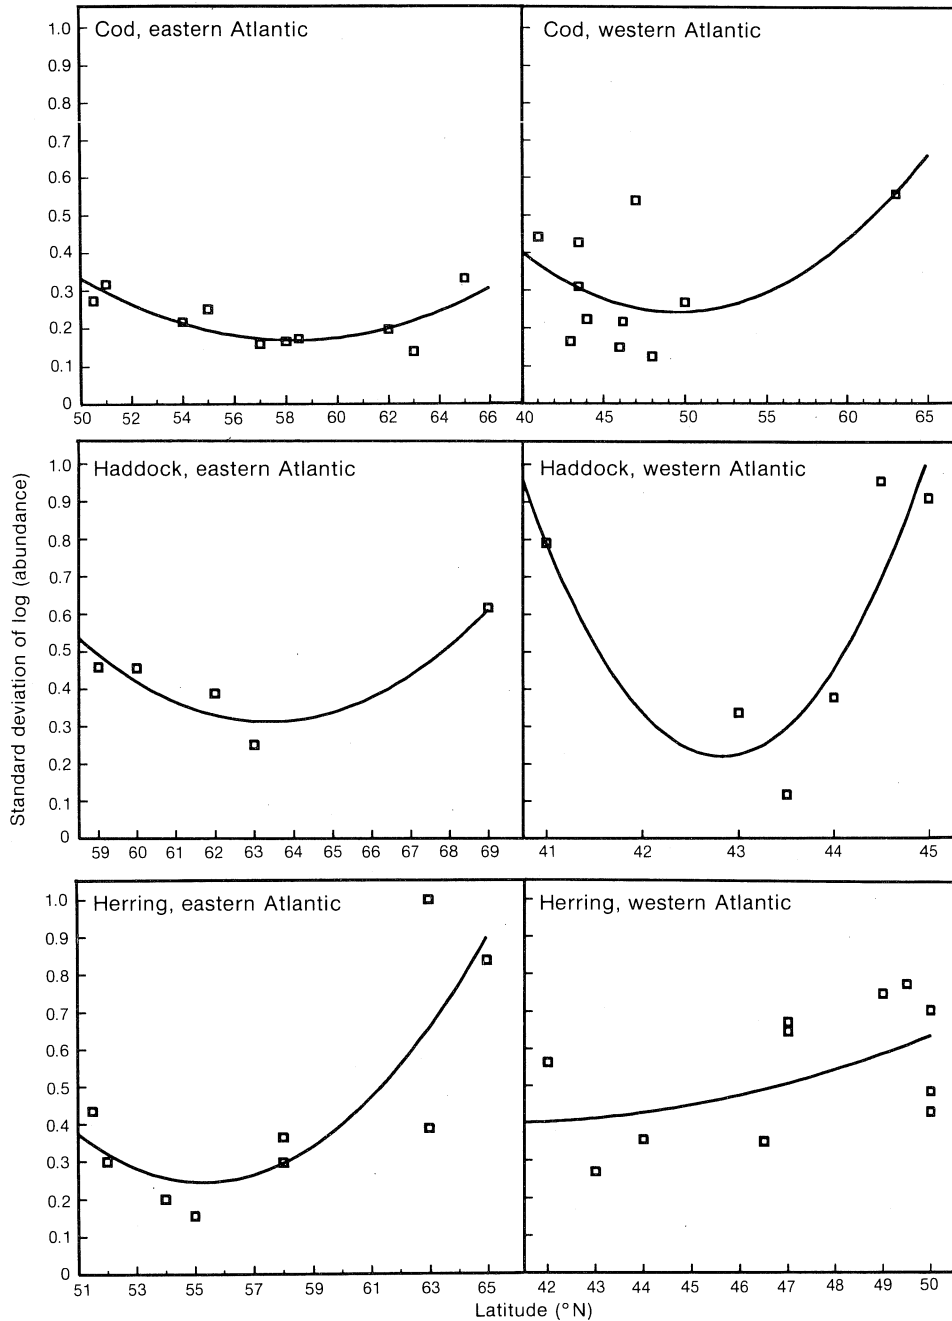 Cod, eastern Atlantic
Cod, western Atlantic
1.0
0.9
0.8
0.7
0.6
0.5
0.4
0.3
0.2
0.1
0
50 52 54 56 58 60 62 64 66
40 45 50 55 60 65
Haddock, eastern Atlantic
Haddock, western Atlantic
Standard deviation of log (abundance)
1.0
0.9
0.8
0.7
0.6
0.5
0.4
0.3
0.2
0.1
0
59 60 61 62 63 64 65 66 67 68 69
41 42 43 44 45
Herring, eastern Atlantic
Herring, western Atlantic
1.0
0.9
0.8
0.7
0.6
0.5
0.4
0.3
0.2
0.1
0
51 53 55 57 59 61 63 65
42 43 44 45 46 47 48 49 50
Latitude (°N)